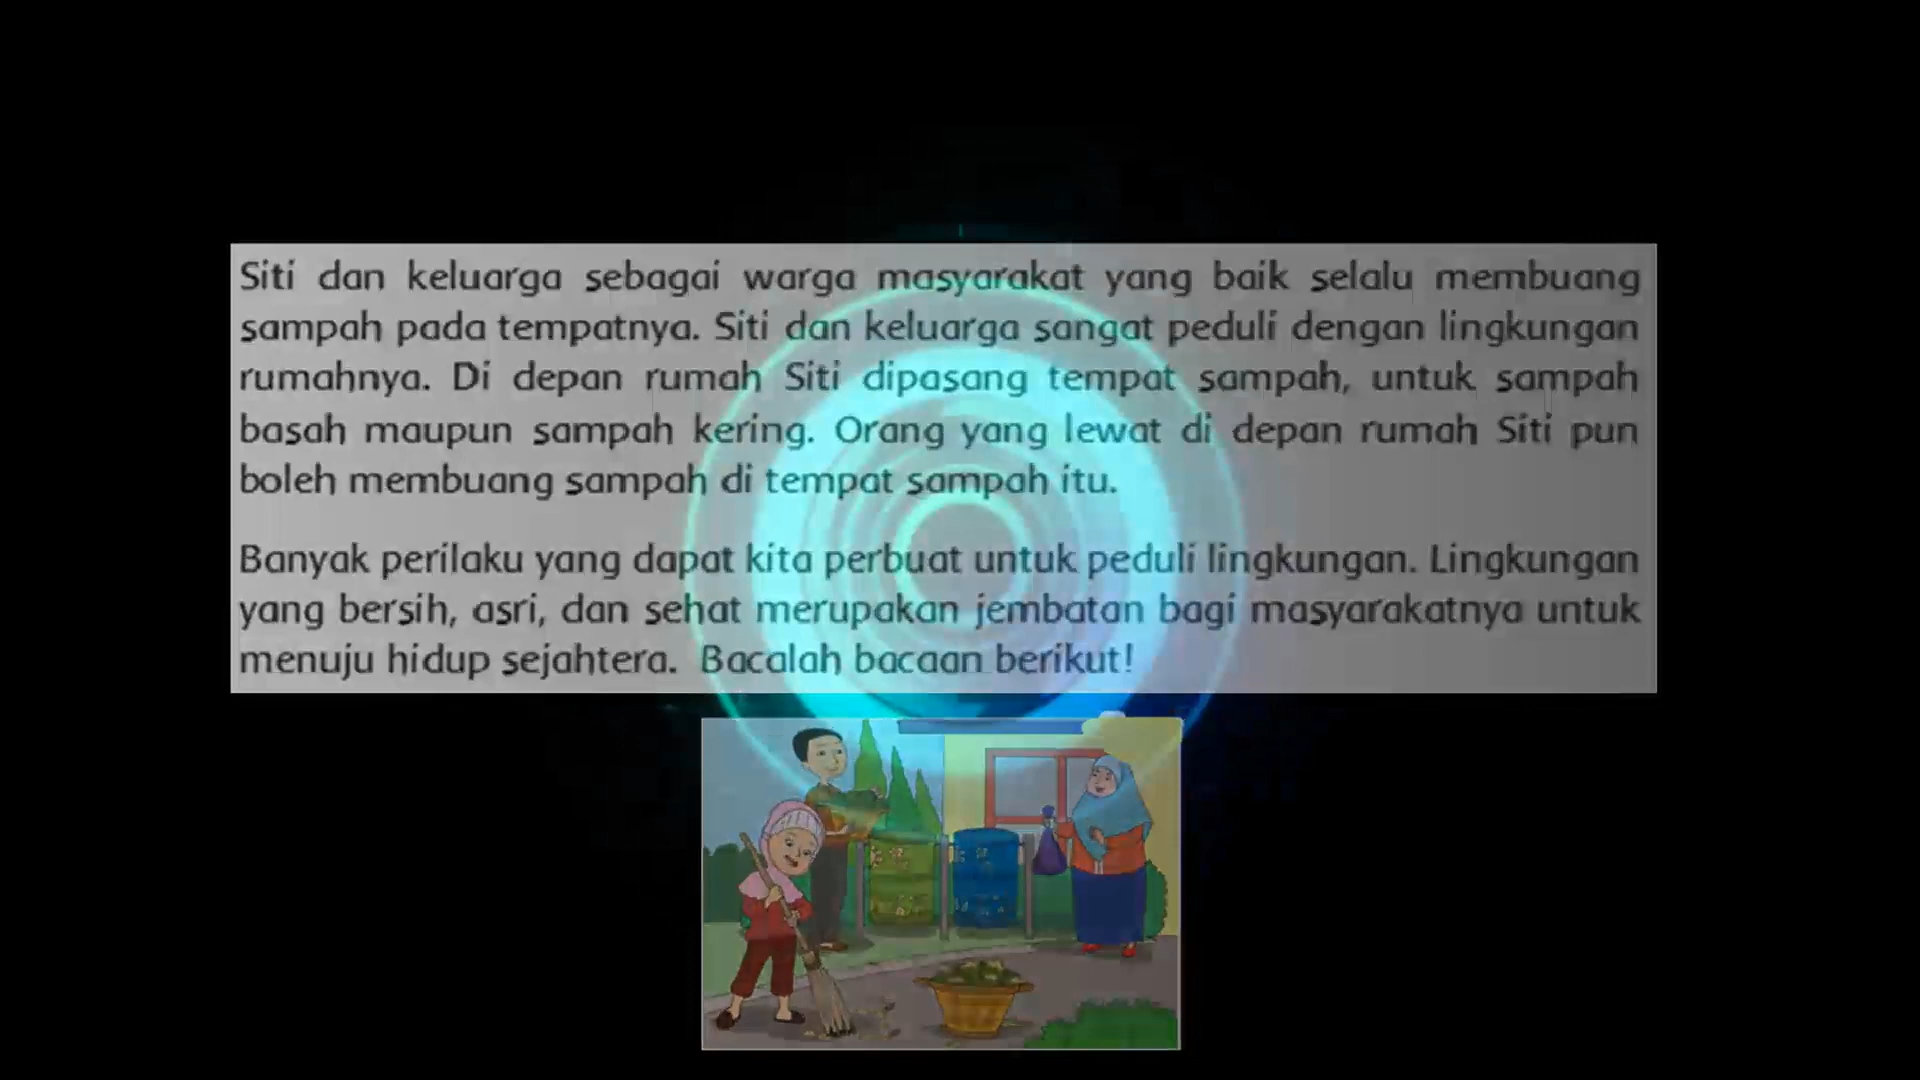 Siti dan keluarga sebagai warga masyarakat yang baik selalu membuang
sampah pada tempatnya. Siti dan keluarga sangat peduli dengan lingkungan
rumahnya. Di depan rumah Siti dipasang tempat sampah, untuk sampah
basah maupun sampah kering. Orang yang lewat di depan rumah Siti pun
boleh membuang sampah di tempat sampah itu.
Banyak perilaku yang dapat kita perbuat untuk peduli lingkungan. Lingkungan
yang bersih, asri, dan sehat merupakan jembatan bagi masyarakatnya untuk
menuju hidup sejahtera. Bacalah bacaan berikut!